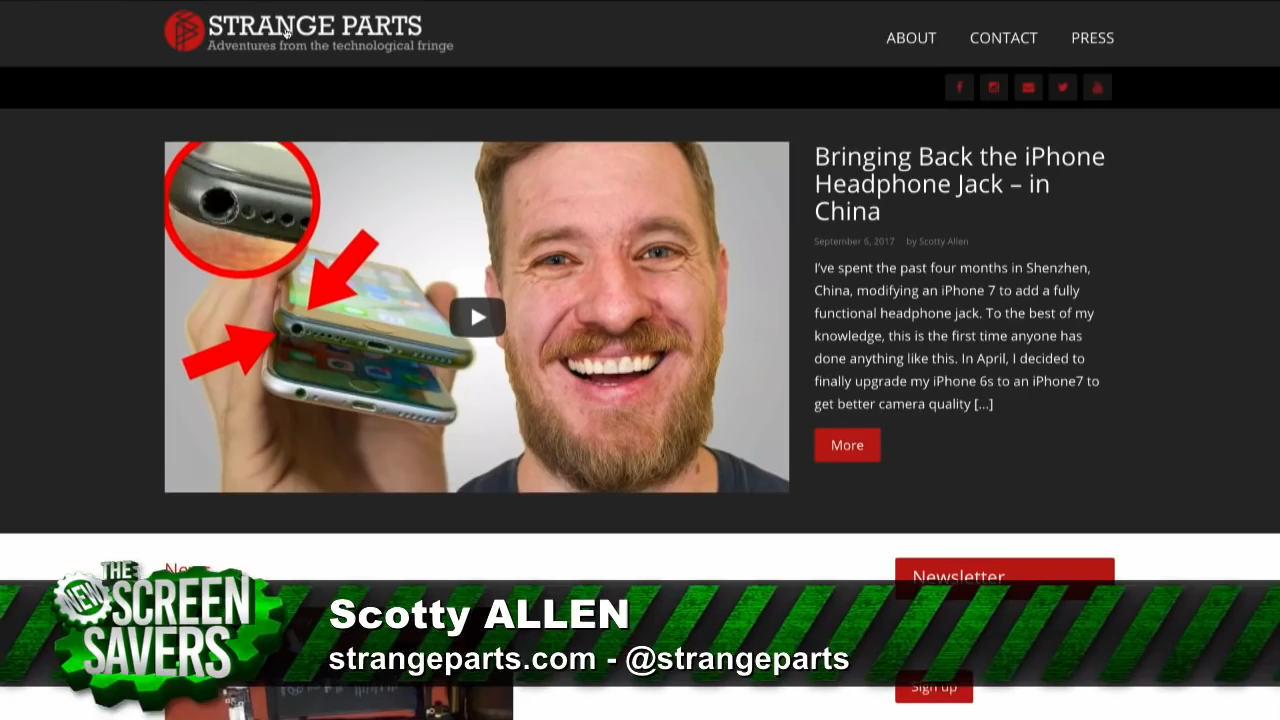 STRANGE PARTS
Adventures from the technological fringe
ABOUT CONTACT PRESS
Bringing Back the iPhone
Headphone Jack – in
China
September 6, 2017 by Scotty Allen
I've spent the past four months in Shenzhen,
China, modifying an iPhone 7 to add a fully
functional headphone jack. To the best of my
knowledge, this is the first time anyone has
done anything like this. In April, I decided to
finally upgrade my iPhone 6s to an iPhone7 to
get better camera quality [...]
More
Newsletter
THE
NEW
SCREEN
SAVERS
Scotty ALLEN
strangeparts.com - @strangeparts
Sign up